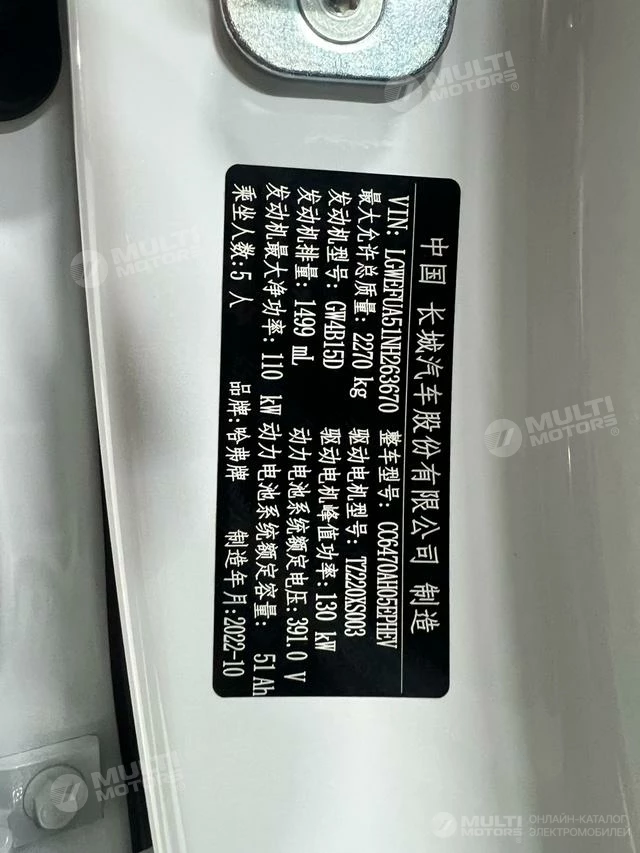 中国 长城汽车股份有限公司 制造
VIN: LGWEFUA51NH263670 整车型号: CC6470AH05EPHEV
最大允许总质量: 2270 kg 驱动电机型号: TZ220XS003
发动机型号: GW4B15D 驱动电机峰值功率: 130 kW
发动机排量: 1499 mL 动力电池系统额定电压: 391.0 V
发动机最大净功率: 110 kW 动力电池系统额定容量: 51 Ah
乘坐人数: 5 人 品牌: 哈弗牌 制造年月: 2022-10
MULTI MOTORS®
MULTI MOTORS
MULTI MOTORS®
MULTI MOTORS
MULTI MOTORS ОНЛАЙН-КАТАЛОГ ЭЛЕКТРОМОБИЛЕЙ